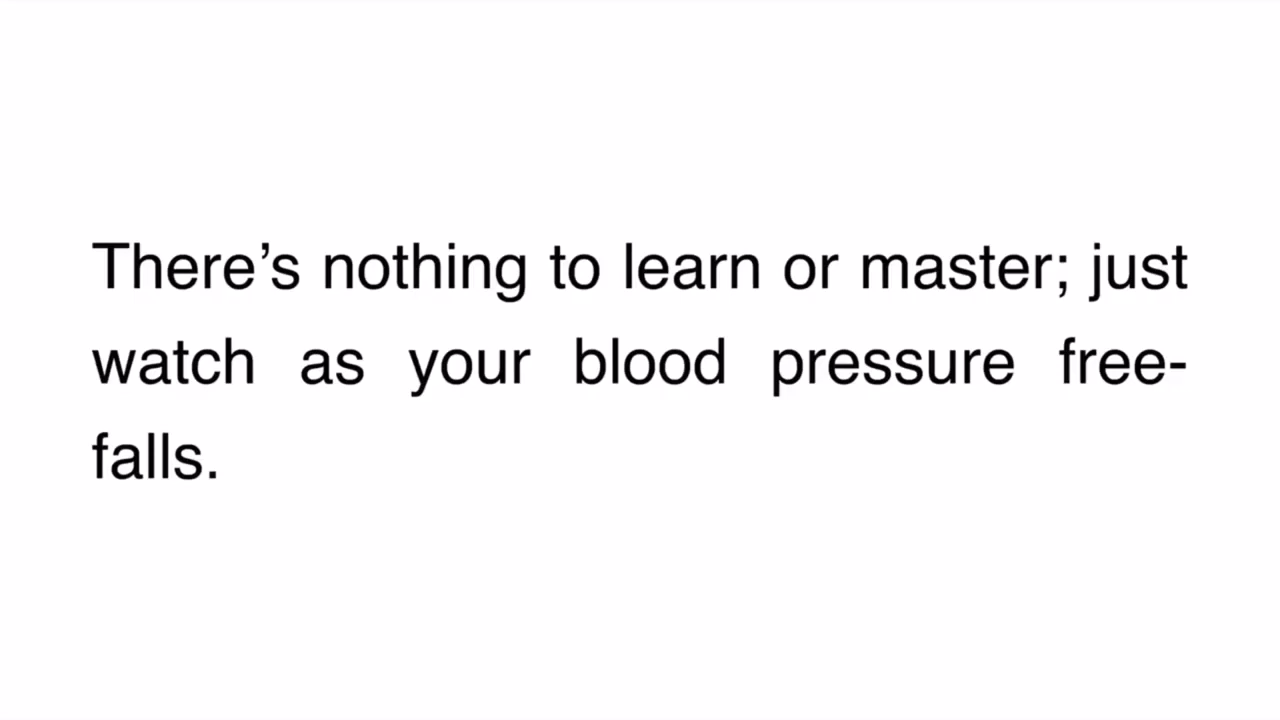 There’s nothing to learn or master; just
watch as your blood pressure free-
falls.